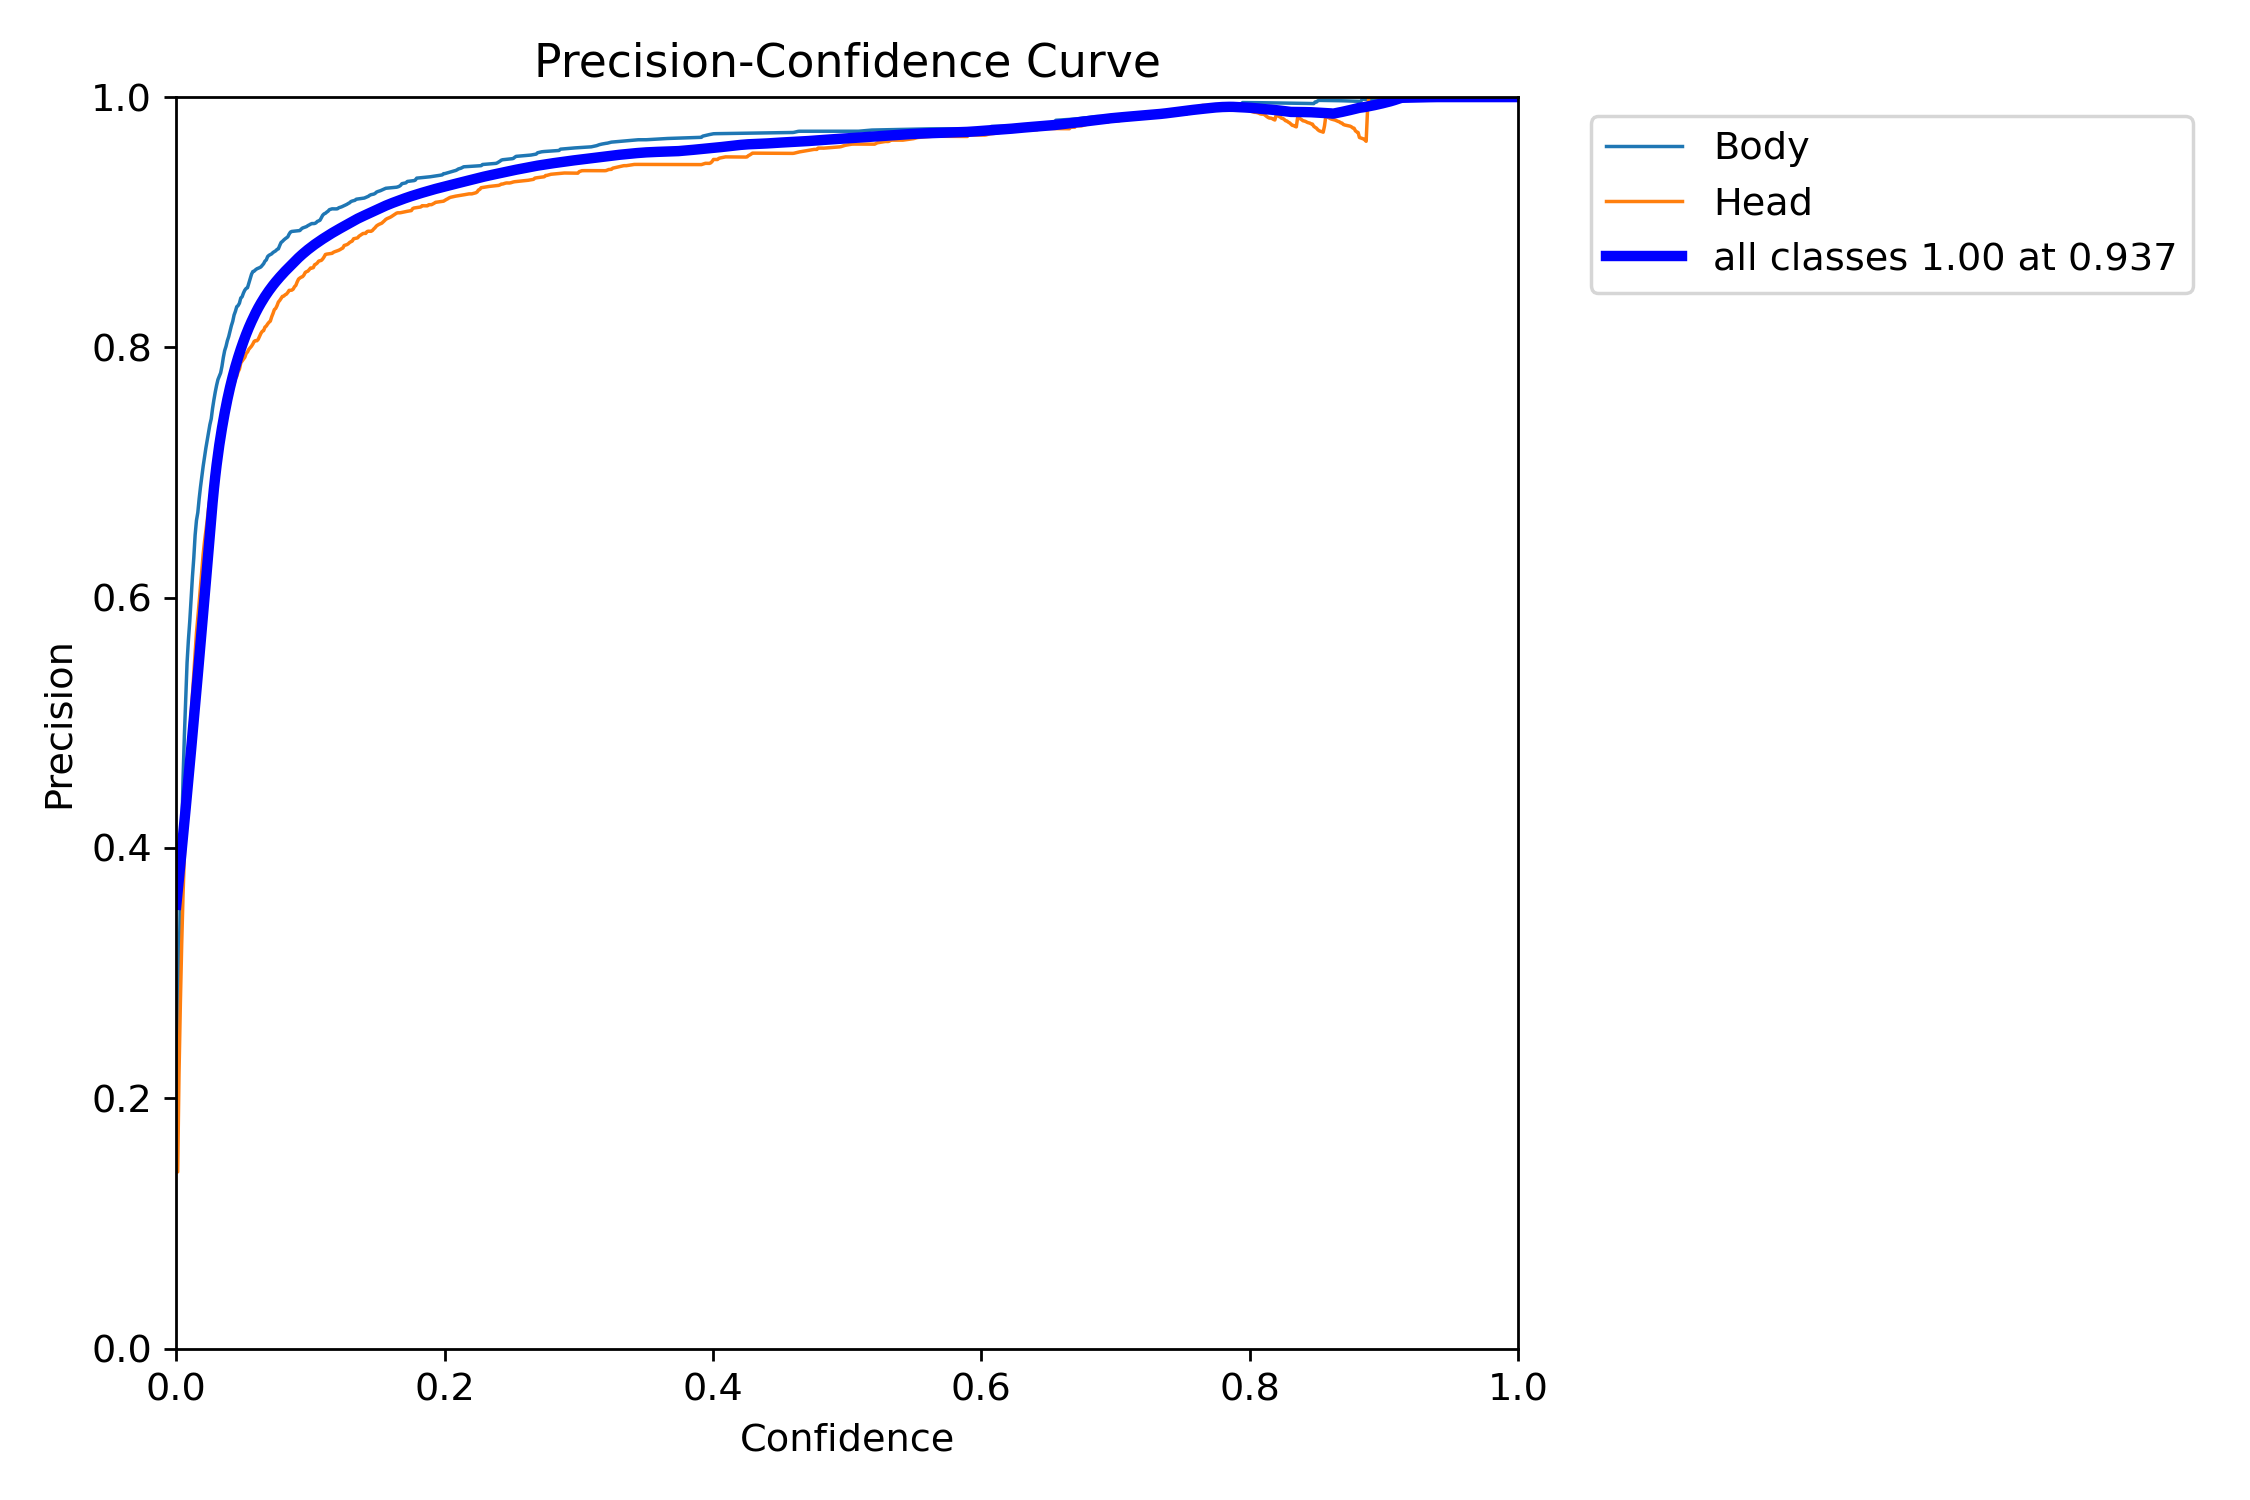 Precision-Confidence Curve
1.0
0.8
0.6
0.4
0.2
0.0
Precision
0.0 0.2 0.4 0.6 0.8 1.0
Confidence
Body
Head
all classes 1.00 at 0.937